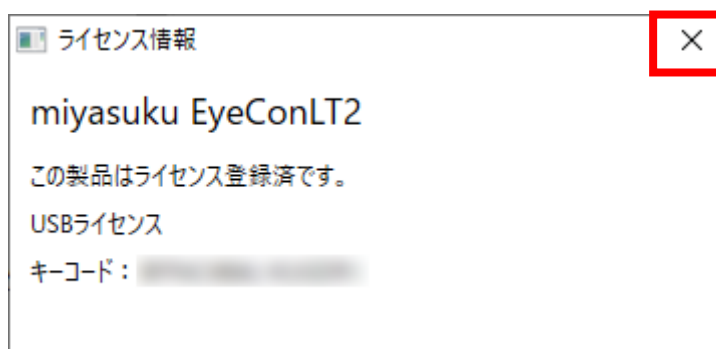 ライセンス情報
miyasuku EyeConLT2
この製品はライセンス登録済です。
USBライセンス
キーコード：